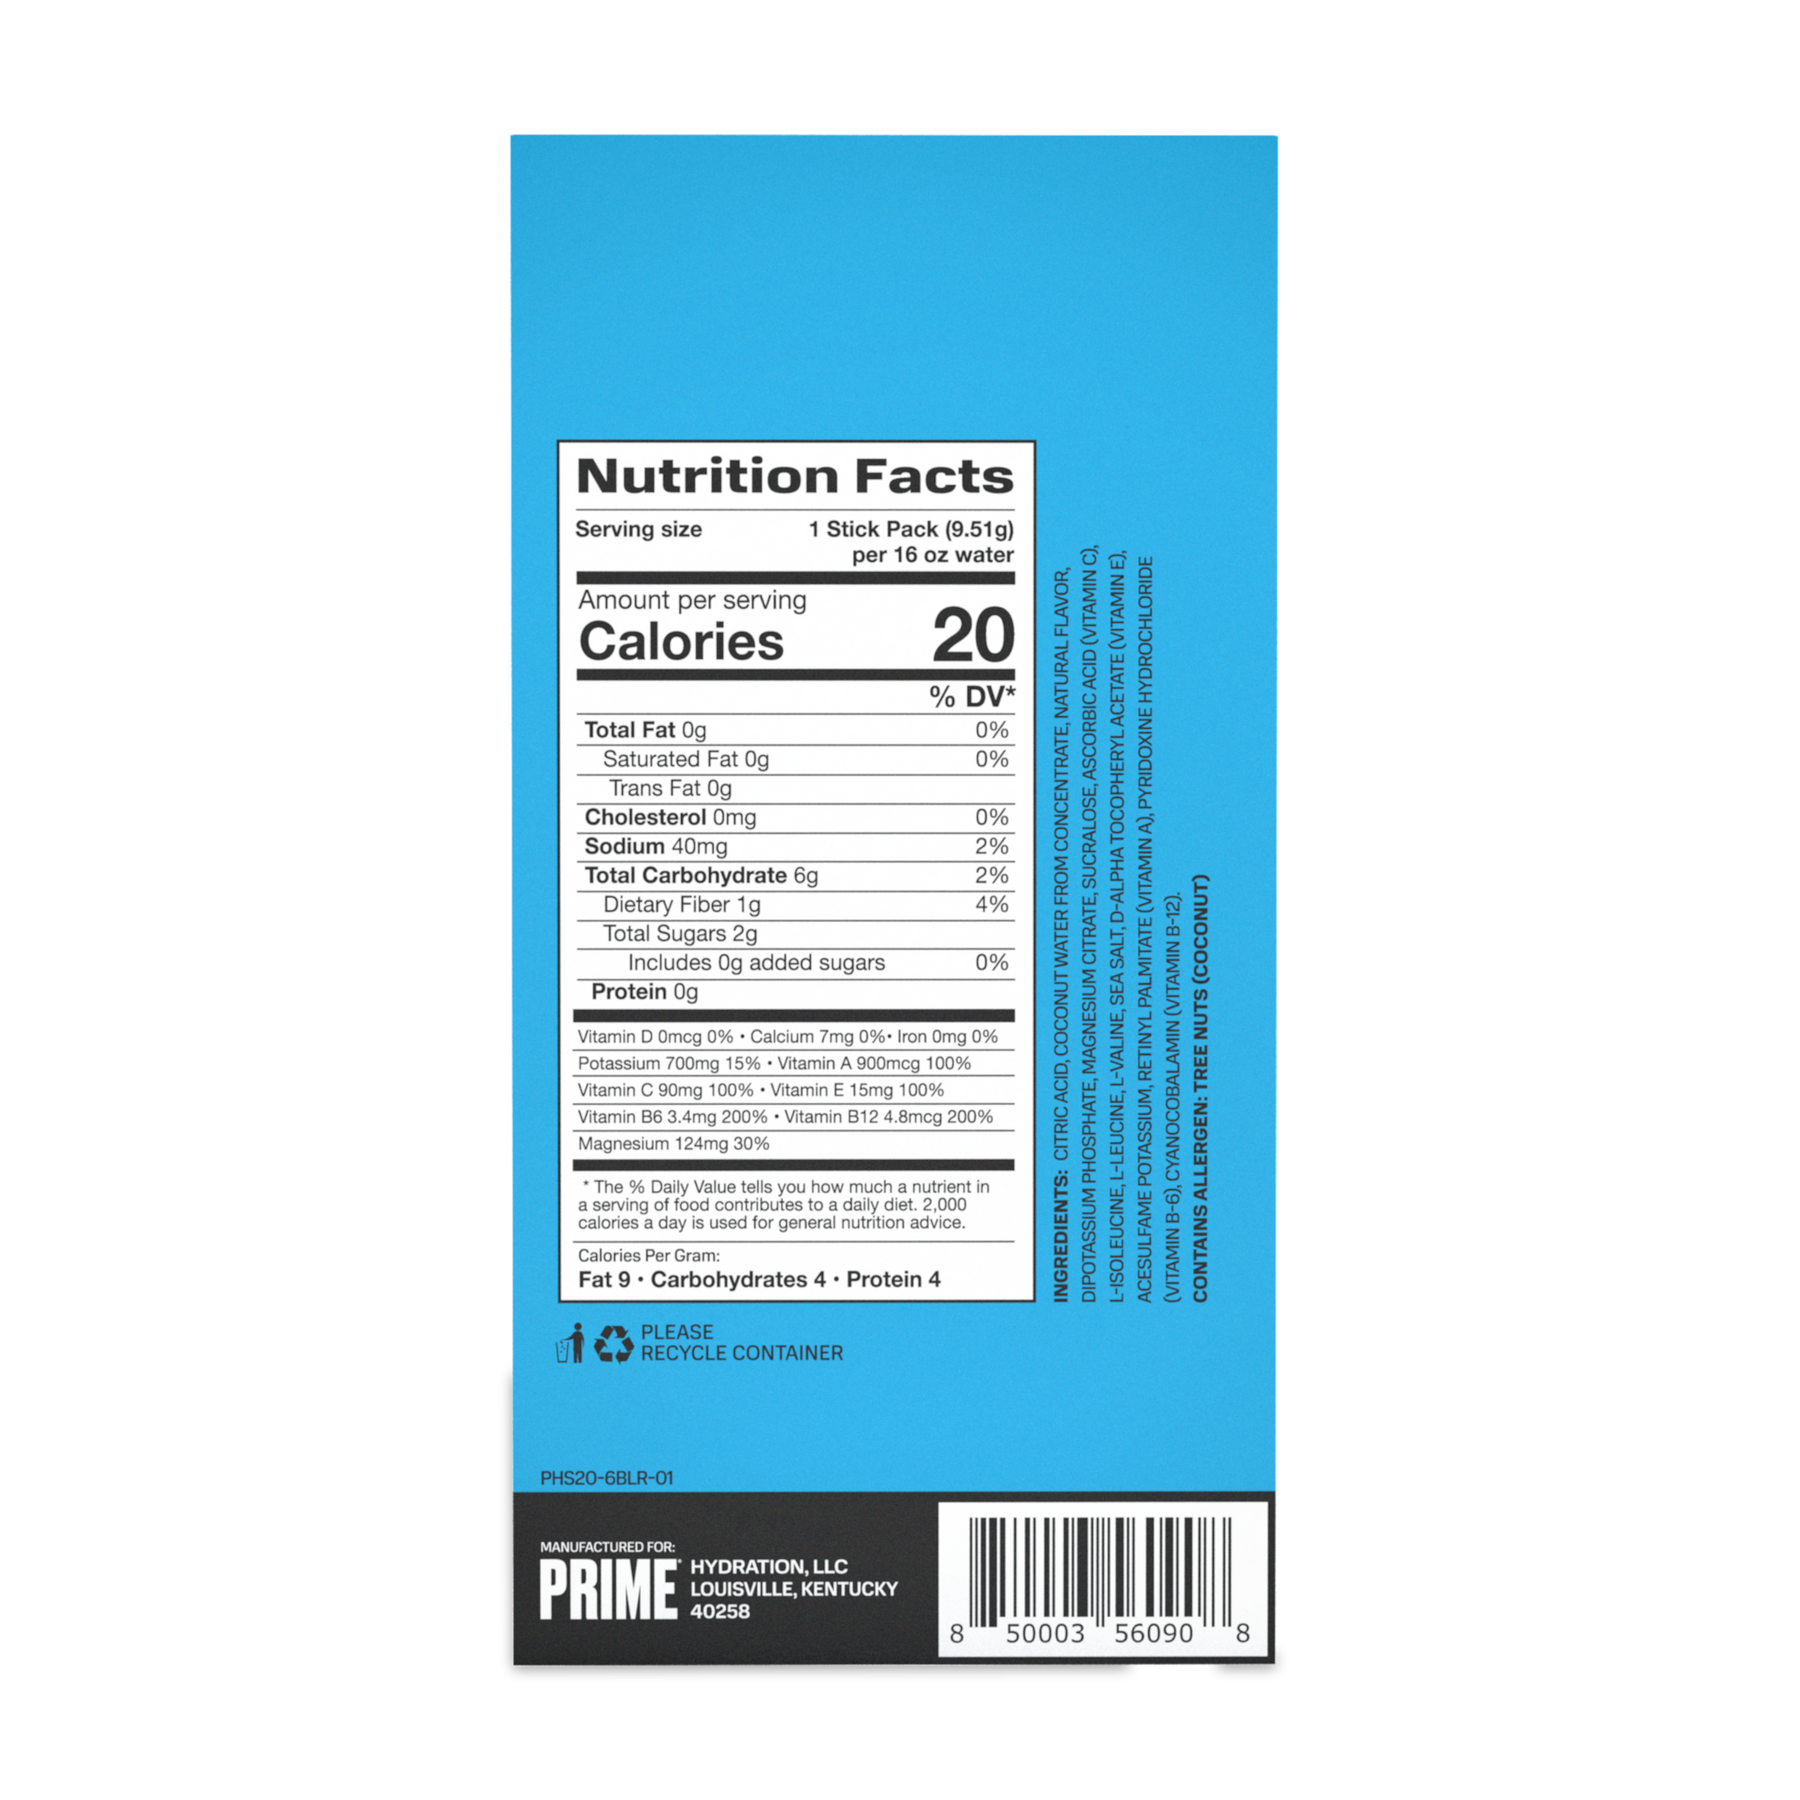 Nutrition Facts
Serving size 1 Stick Pack (9.51g)
per 16 oz water
Amount per serving
Calories 20
% DV*
Total Fat 0g 0%
Saturated Fat 0g 0%
Trans Fat 0g
Cholesterol 0mg 0%
Sodium 40mg 2%
Total Carbohydrate 6g 2%
Dietary Fiber 1g 4%
Total Sugars 2g
Includes 0g added sugars 0%
Protein 0g
Vitamin D 0mcg 0% • Calcium 7mg 0%• Iron 0mg 0%
Potassium 700mg 15% • Vitamin A 900mcg 100%
Vitamin C 90mg 100% • Vitamin E 15mg 100%
Vitamin B6 3.4mg 200% • Vitamin B12 4.8mcg 200%
Magnesium 124mg 30%
* The % Daily Value tells you how much a nutrient in
a serving of food contributes to a daily diet. 2,000
calories a day is used for general nutrition advice.
Calories Per Gram:
Fat 9 • Carbohydrates 4 • Protein 4
INGREDIENTS: CITRIC ACID, COCONUT WATER FROM CONCENTRATE, NATURAL FLAVOR,
DIPOTASSIUM PHOSPHATE, MAGNESIUM CITRATE, SUCRALOSE, ASCORBIC ACID (VITAMIN C),
L-ISOLEUCINE, L-LEUCINE, L-VALINE, SEA SALT, D-ALPHA TOCOPHERYL ACETATE (VITAMIN E),
ACESULFAME POTASSIUM, RETINYL PALMITATE (VITAMIN A), PYRIDOXINE HYDROCHLORIDE
(VITAMIN B-6), CYANOCOBALAMIN (VITAMIN B-12).
CONTAINS ALLERGEN: TREE NUTS (COCONUT)
PLEASE
RECYCLE CONTAINER
PHS20-6BLR-01
MANUFACTURED FOR:
PRIME HYDRATION, LLC
LOUISVILLE, KENTUCKY
40258
8 50003 56090 8